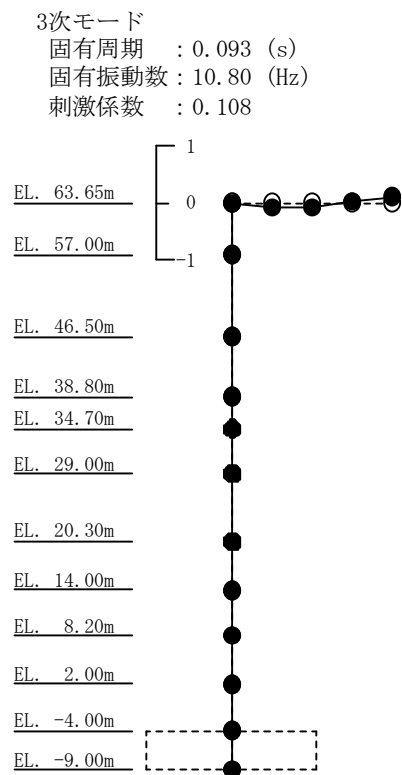 3次モード
固有周期 : 0.093 (s)
固有振動数 : 10.80 (Hz)
刺激係数 : 0.108
1
EL. 63.65m
0
EL. 57.00m
-1
EL. 46.50m
EL. 38.80m
EL. 34.70m
EL. 29.00m
EL. 20.30m
EL. 14.00m
EL. 8.20m
EL. 2.00m
EL. -4.00m
EL. -9.00m